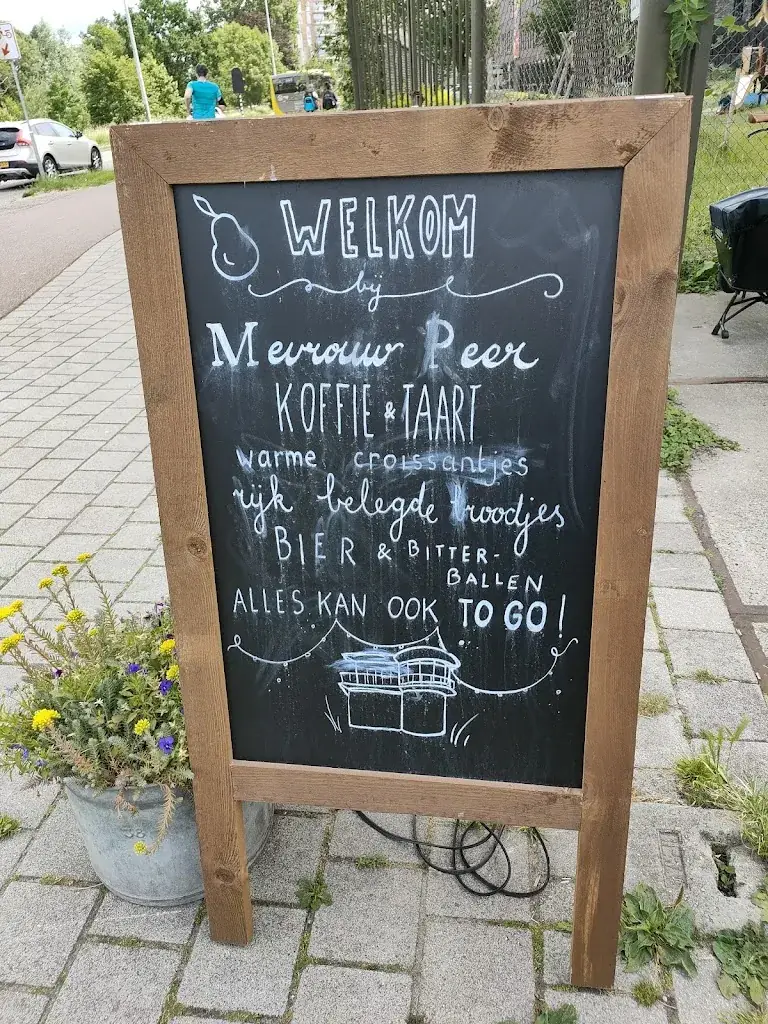 WELKOM
bij
Mevrouw Peer
KOFFIE & TAART
warme croissantjes
rijk belegde broodjes
BIER & BITTER-
BALLEN
ALLES KAN OOK TO GO!